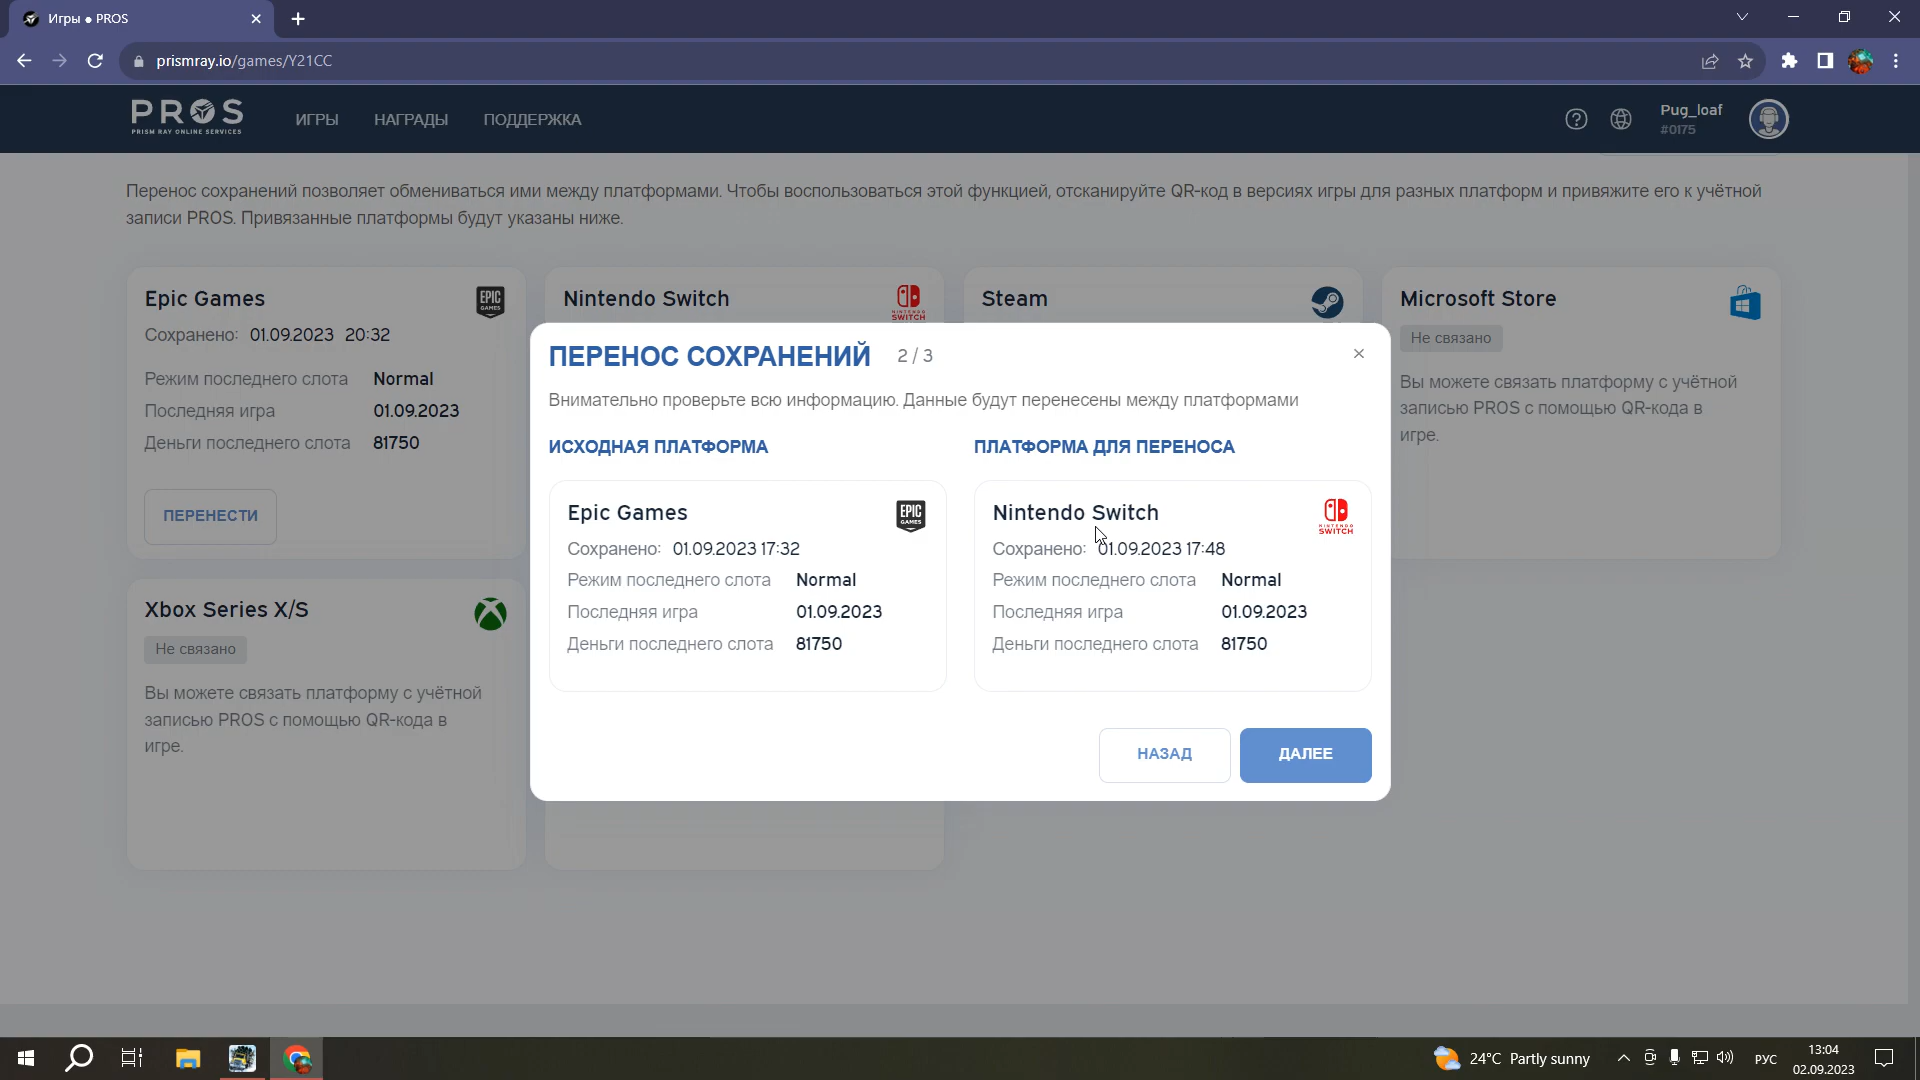 Игры ● PROS
prismray.io/games/Y21CC
PROS
PRISM RAY ONLINE SERVICES
ИГРЫ
НАГРАДЫ
ПОДДЕРЖКА
Pug_loaf
#0175
Перенос сохранений позволяет обмениваться ими между платформами. Чтобы воспользоваться этой функцией, отсканируйте QR-код в версиях игры для разных платформ и привяжите его к учётной
записи PROS. Привязанные платформы будут указаны ниже.
Epic Games
EPIC
GAMES
Сохранено: 01.09.2023 20:32
Режим последнего слота Normal
Последняя игра 01.09.2023
Деньги последнего слота 81750
ПЕРЕНЕСТИ
Nintendo Switch
NINTENDO
SWITCH
Steam
Microsoft Store
Не связано
Вы можете связать платформу с учётной
записью PROS с помощью QR-кода в
игре.
Xbox Series X/S
Не связано
Вы можете связать платформу с учётной
записью PROS с помощью QR-кода в
игре.
ПЕРЕНОС СОХРАНЕНИЙ 2 / 3
Внимательно проверьте всю информацию. Данные будут перенесены между платформами
ИСХОДНАЯ ПЛАТФОРМА
Epic Games
EPIC
GAMES
Сохранено: 01.09.2023 17:32
Режим последнего слота Normal
Последняя игра 01.09.2023
Деньги последнего слота 81750
ПЛАТФОРМА ДЛЯ ПЕРЕНОСА
Nintendo Switch
NINTENDO
SWITCH
Сохранено: 01.09.2023 17:48
Режим последнего слота Normal
Последняя игра 01.09.2023
Деньги последнего слота 81750
НАЗАД
ДАЛЕЕ
24°C Partly sunny
РУС
13:04
02.09.2023